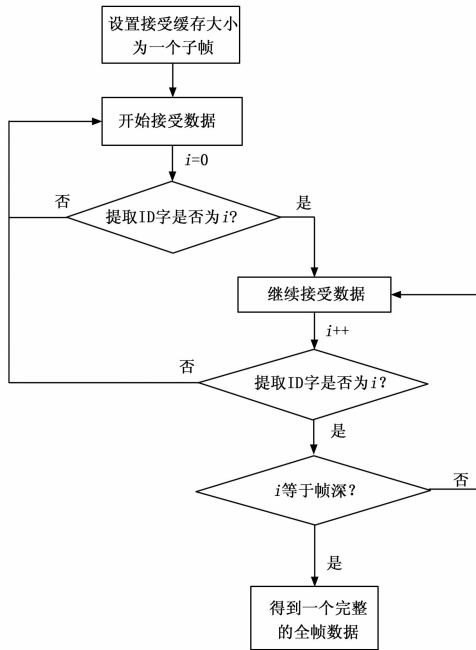 设置接受缓存大小
为一个子帧
开始接受数据
i=0
否
提取ID字是否为i?
是
继续接受数据
i++
否
提取ID字是否为i?
是
i等于帧深?
否
是
得到一个完整
的全帧数据